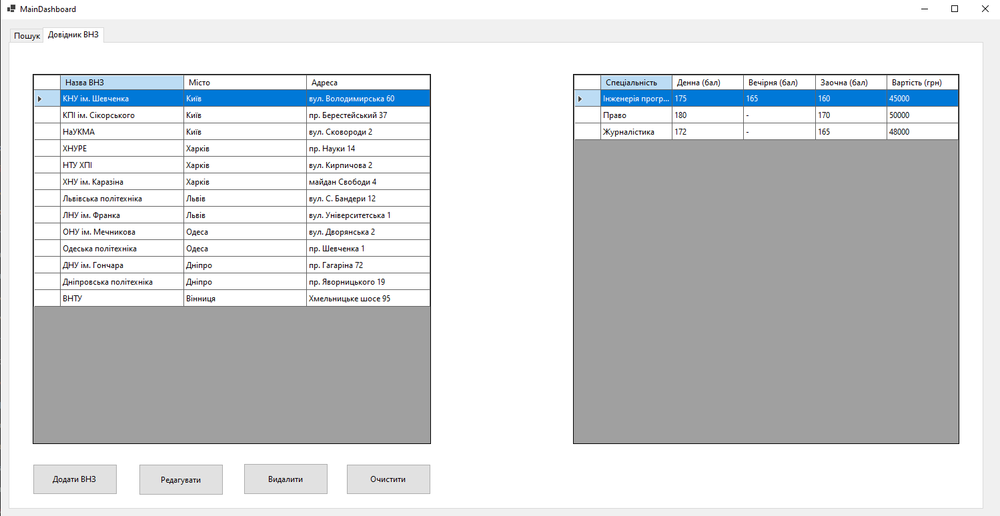 MainDashboard
Пошук Довідник ВНЗ
Назва ВНЗ Місто Адреса
КНУ ім. Шевченка Київ вул. Володимирська 60
КПІ ім. Сікорського Київ пр. Берестейський 37
НаУКМА Київ вул. Сковороди 2
ХНУРЕ Харків пр. Науки 14
НТУ ХПІ Харків вул. Кирпичова 2
ХНУ ім. Каразіна Харків майдан Свободи 4
Львівська політехніка Львів вул. С. Бандери 12
ЛНУ ім. Франка Львів вул. Університетська 1
ОНУ ім. Мечникова Одеса вул. Дворянська 2
Одеська політехніка Одеса пр. Шевченка 1
ДНУ ім. Гончара Дніпро пр. Гагаріна 72
Дніпровська політехніка Дніпро пр. Яворницького 19
ВНТУ Вінниця Хмельницьке шосе 95
Спеціальність Денна (бал) Вечірня (бал) Заочна (бал) Вартість (грн)
Інженерія прогр... 175 165 160 45000
Право 180 - 170 50000
Журналістика 172 - 165 48000
Додати ВНЗ Редагувати Видалити Очистити